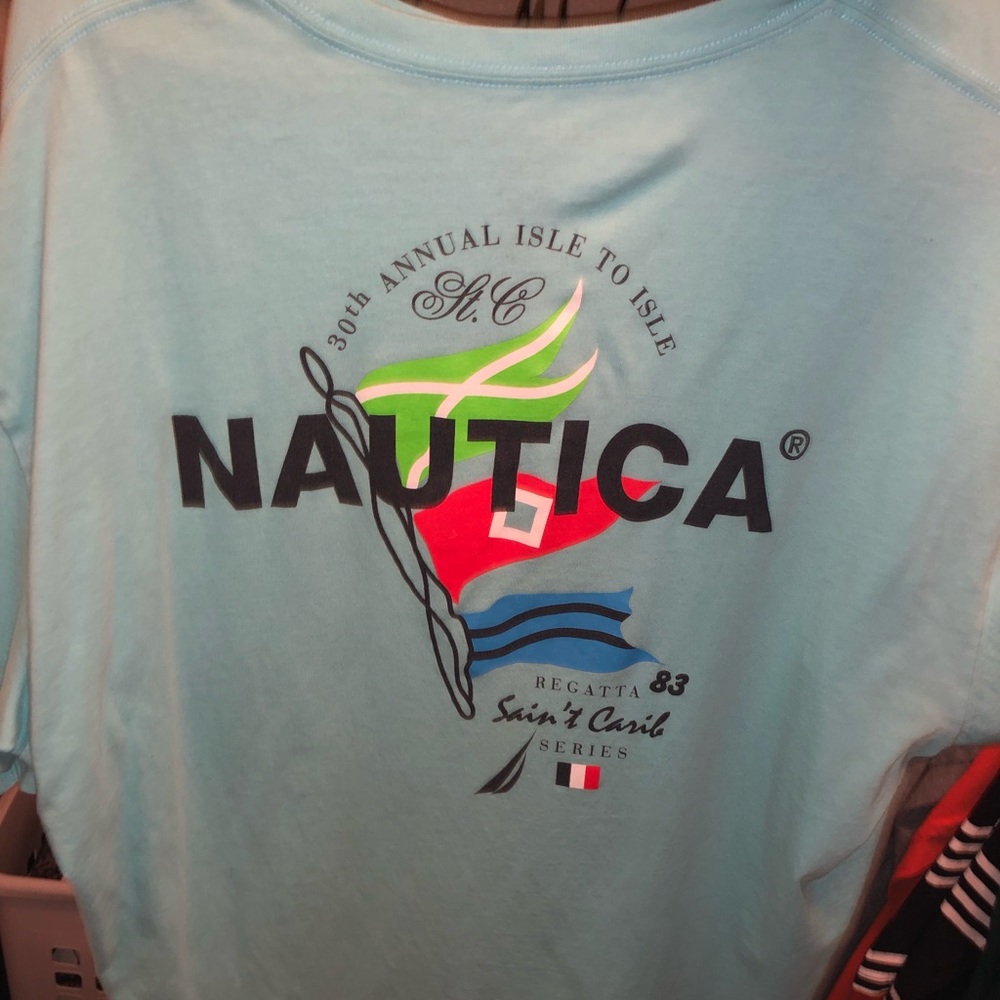 30th ANNUAL ISLE TO ISLE
St. C
NAUTICA®
REGATTA 83
Sain't Carib
SERIES